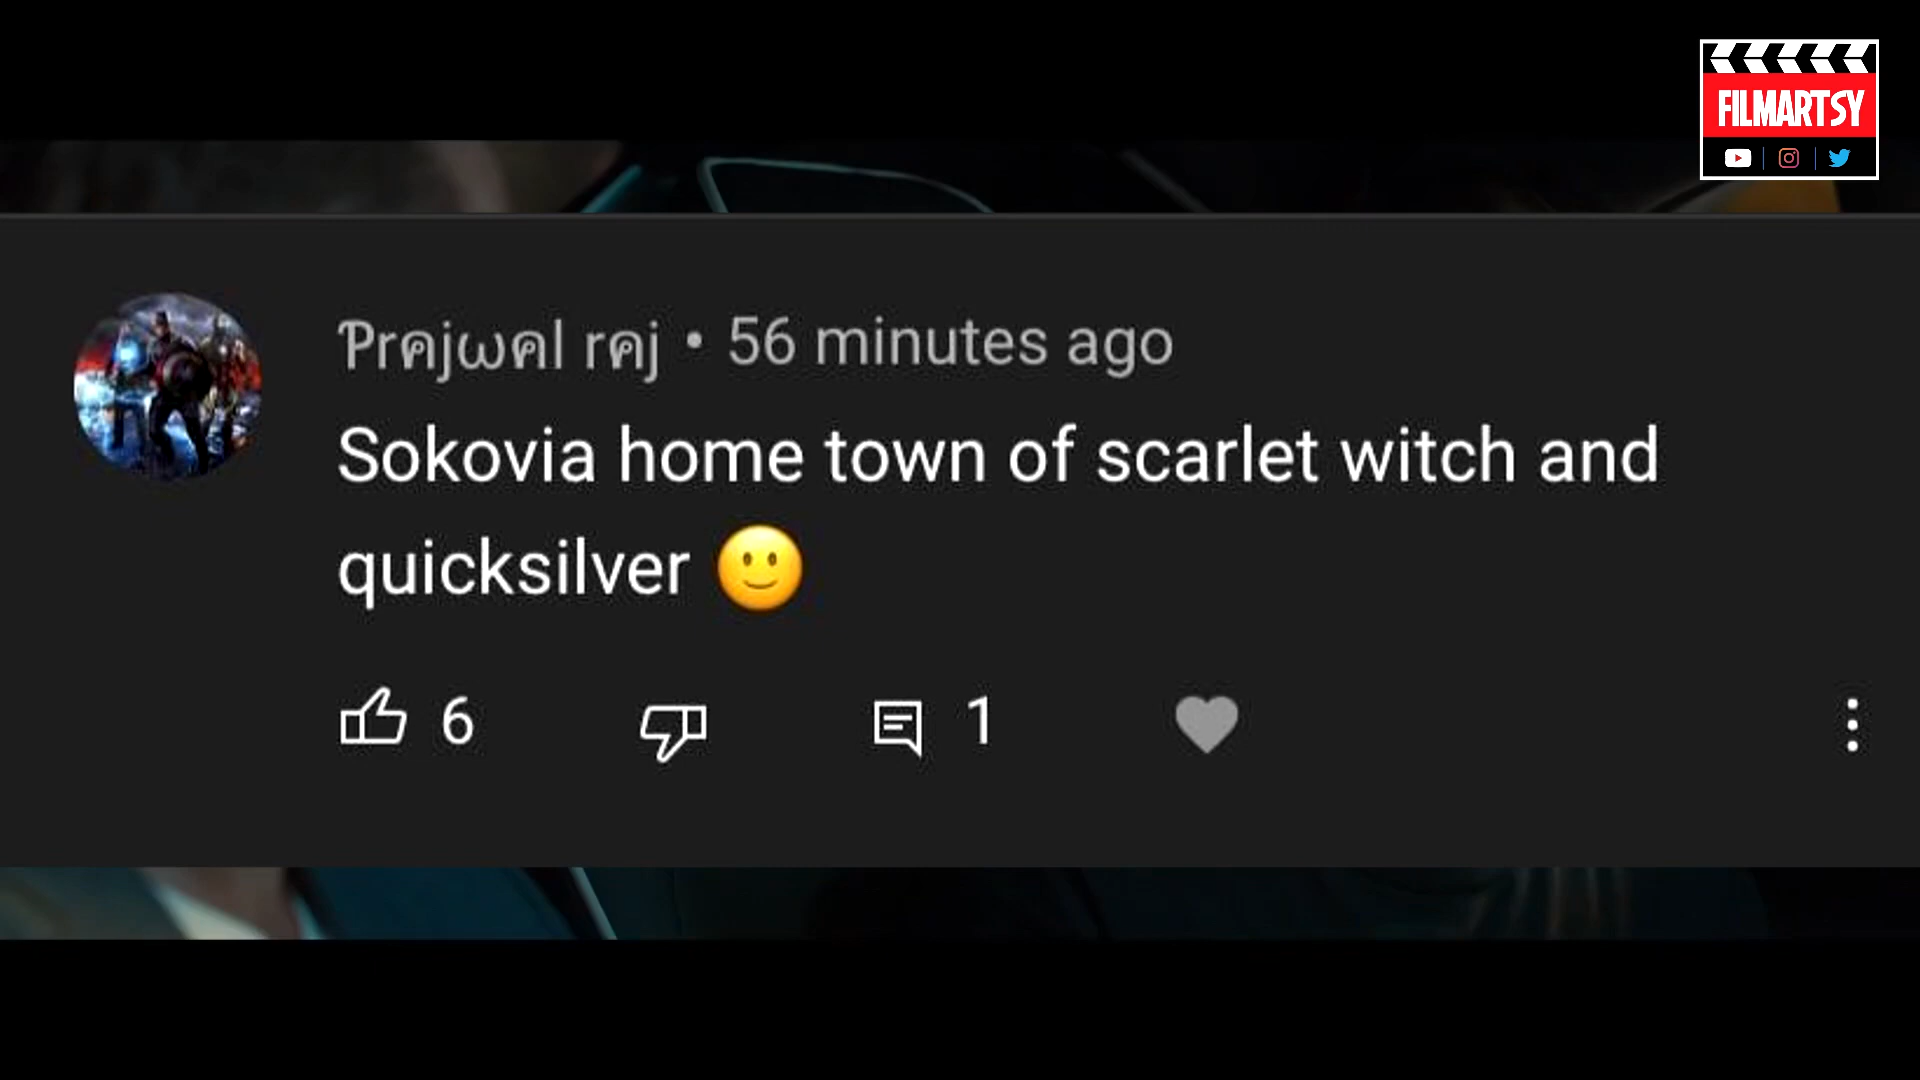 FILMARTSY
Ƥrคjωคl rคj • 56 minutes ago
Sokovia home town of scarlet witch and
quicksilver 🙂
6 1